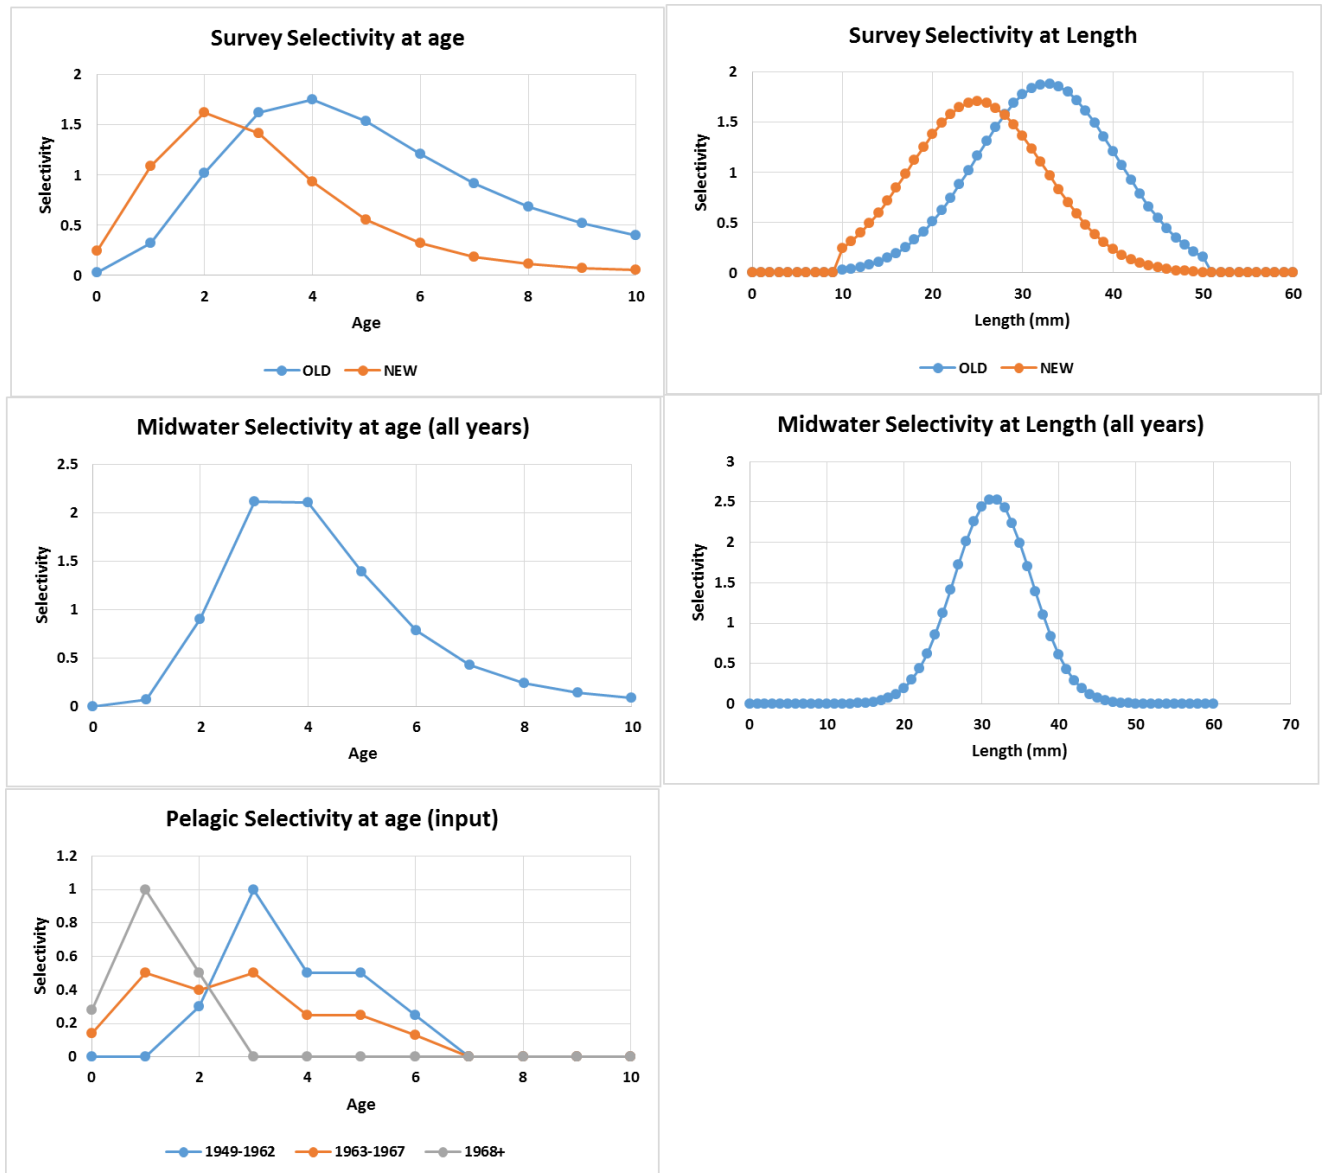 Survey Selectivity at age
2
1.5
1
0.5
0
Selectivity
0 2 4 6 8 10
Age
OLD NEW
Survey Selectivity at Length
2
1.5
1
0.5
0
Selectivity
0 10 20 30 40 50 60
Length (mm)
OLD NEW
Midwater Selectivity at age (all years)
2.5
2
1.5
1
0.5
0
Selectivity
0 2 4 6 8 10
Age
Midwater Selectivity at Length (all years)
3
2.5
2
1.5
1
0.5
0
Selectivity
0 10 20 30 40 50 60 70
Length (mm)
Pelagic Selectivity at age (input)
1.2
1
0.8
0.6
0.4
0.2
0
Selectivity
0 2 4 6 8 10
Age
1949-1962 1963-1967 1968+